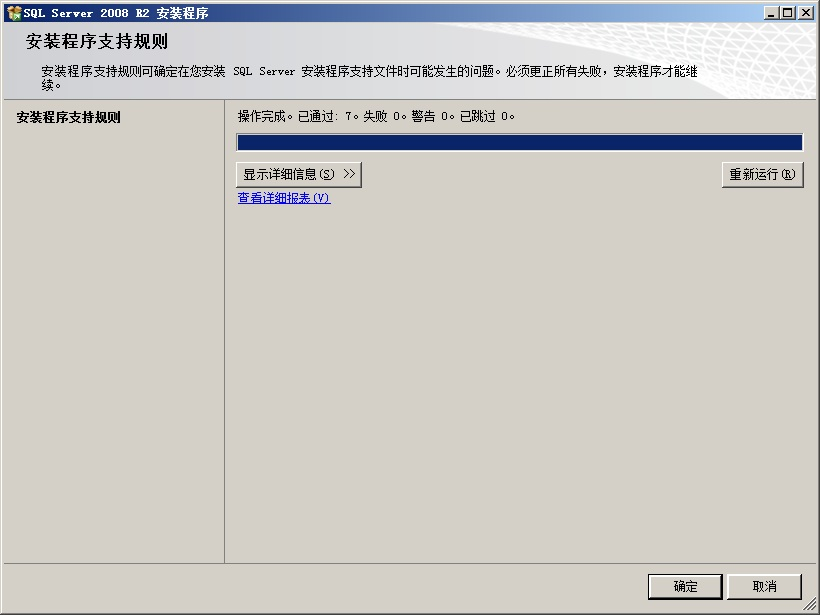 SQL Server 2008 R2 安装程序
安装程序支持规则
安装程序支持规则可确定在您安装 SQL Server 安装程序支持文件时可能发生的问题。必须更正所有失败，安装程序才能继
续。
安装程序支持规则
操作完成。已通过: 7。失败 0。警告 0。已跳过 0。
显示详细信息(S) >>
重新运行(R)
查看详细报表(V)
确定
取消